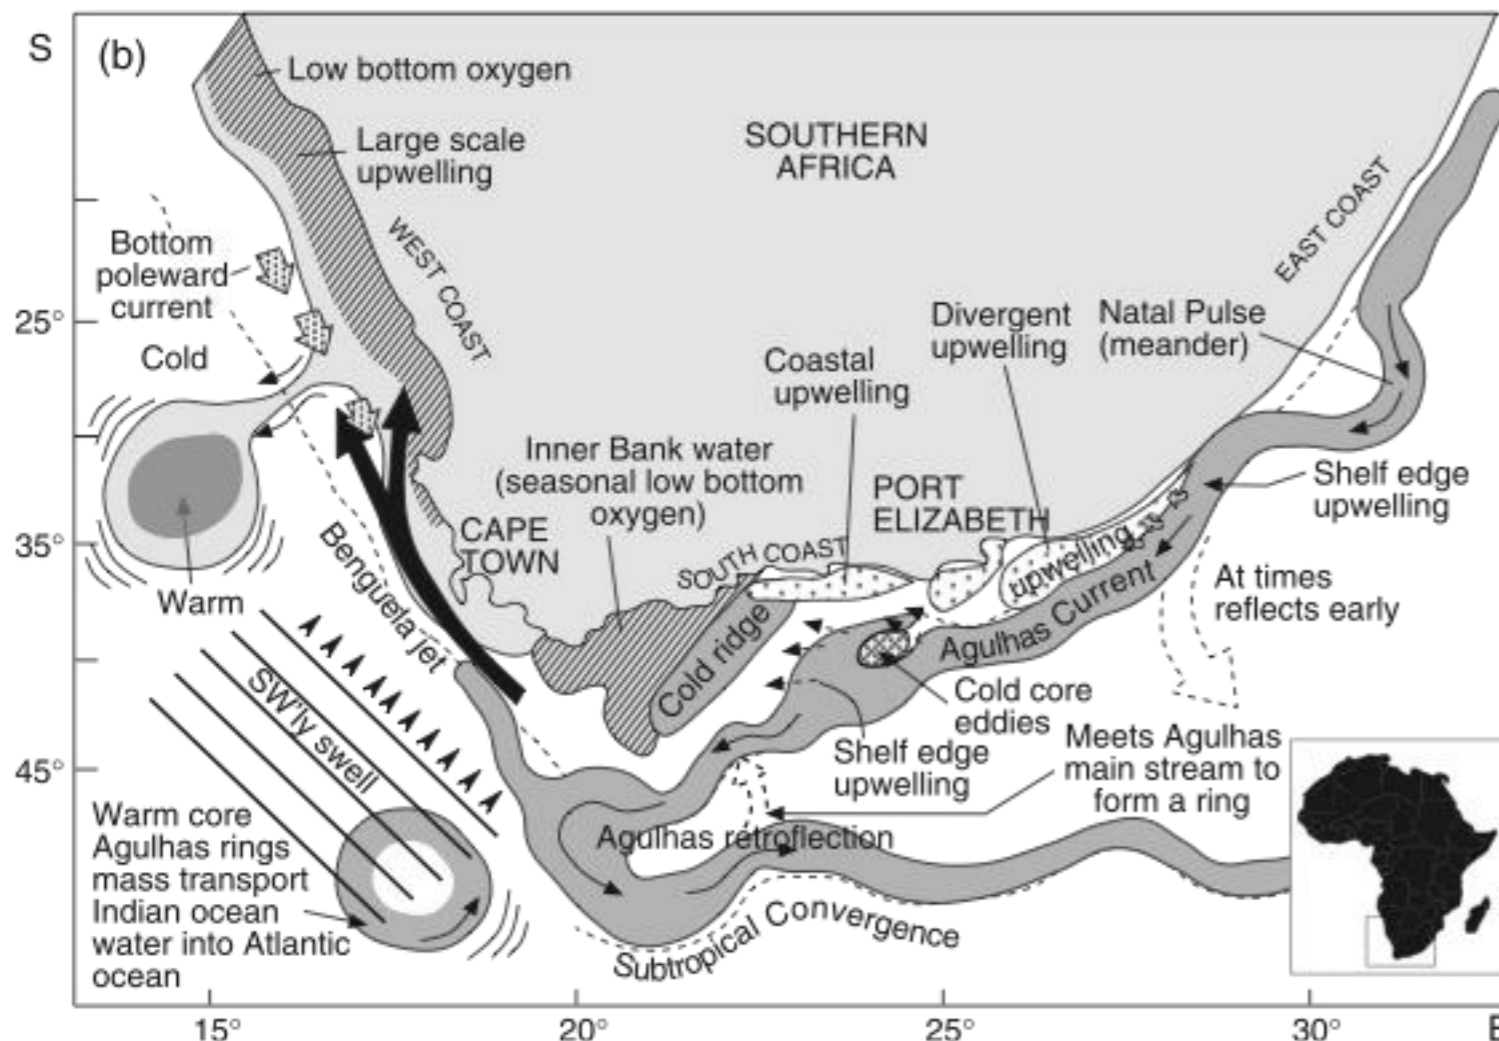 S
(b)
Low bottom oxygen
Large scale
upwelling
SOUTHERN
AFRICA
WEST COAST
EAST COAST
Bottom
poleward
current
25°
Cold
Divergent
upwelling
Natal Pulse
(meander)
Coastal
upwelling
Inner Bank water
(seasonal low bottom
oxygen)
PORT
ELIZABETH
Shelf edge
upwelling
CAPE
TOWN
SOUTH COAST
upwelling
35°
Warm
Benguela jet
Agulhas Current
At times
reflects early
Cold ridge
Cold core
eddies
SW'ly swell
Shelf edge
upwelling
Meets Agulhas
main stream to
form a ring
45°
Warm core
Agulhas rings
mass transport
Indian ocean
water into Atlantic
ocean
Agulhas retroflection
Subtropical Convergence
15°
20°
25°
30°
E